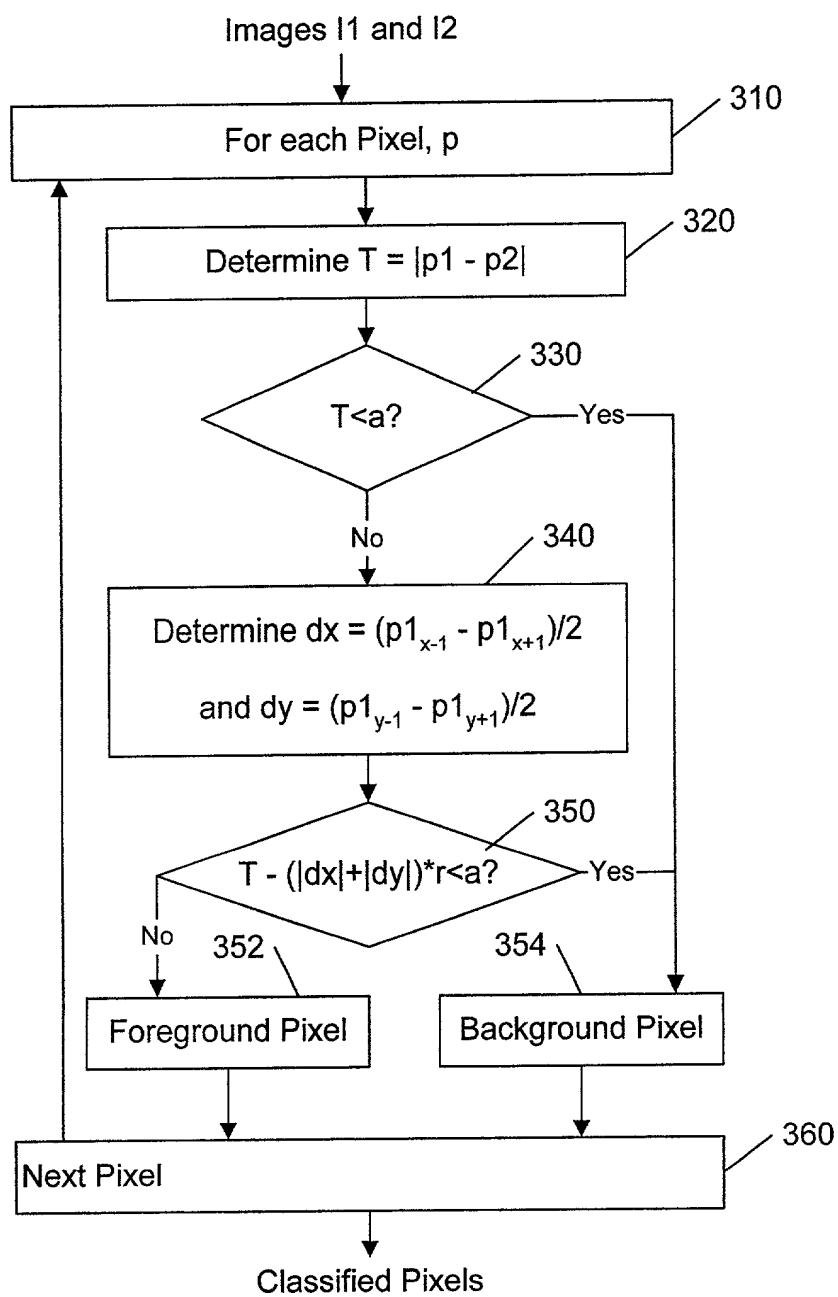 Images I1 and I2
310
For each Pixel, p
320
Determine T = |p1 - p2|
330
T<a?
Yes
No
340
Determine dx = (p1x-1 - p1x+1)/2
and dy = (p1y-1 - p1y+1)/2
350
T - (|dx|+|dy|)*r<a?
Yes
No
352
354
Foreground Pixel
Background Pixel
360
Next Pixel
Classified Pixels